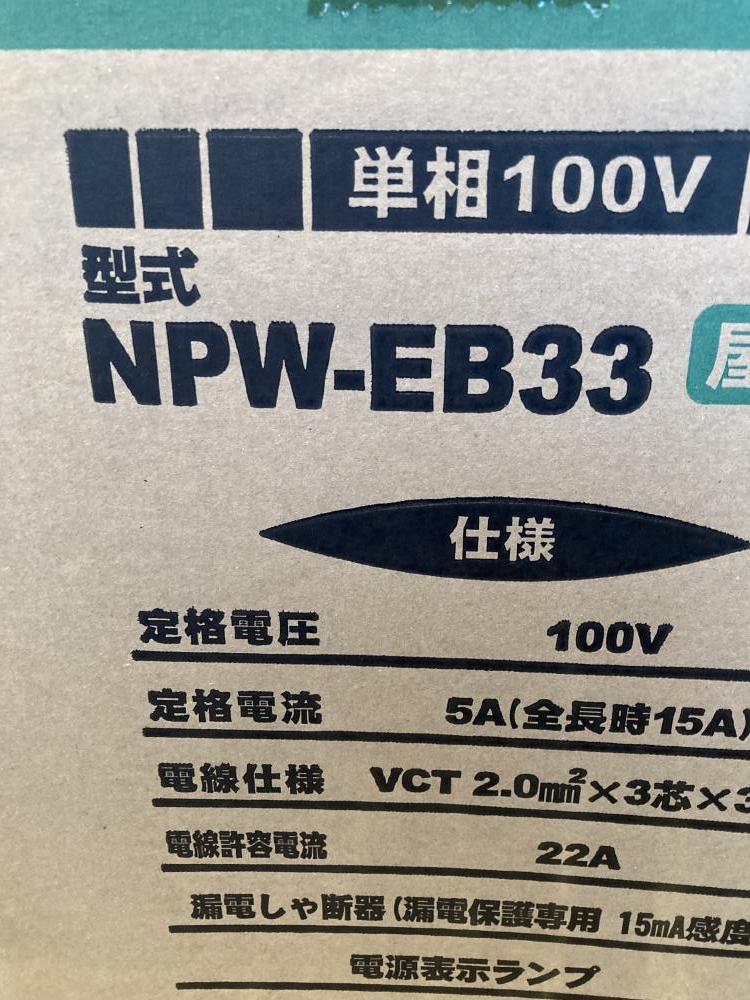 単相100V
型式
NPW-EB33
屋
仕様
定格電圧 100V
定格電流 5A(全長時15A)
電線仕様 VCT 2.0mm²×3芯×3
電線許容電流 22A
漏電しゃ断器(漏電保護専用 15mA感度
電源表示ランプ